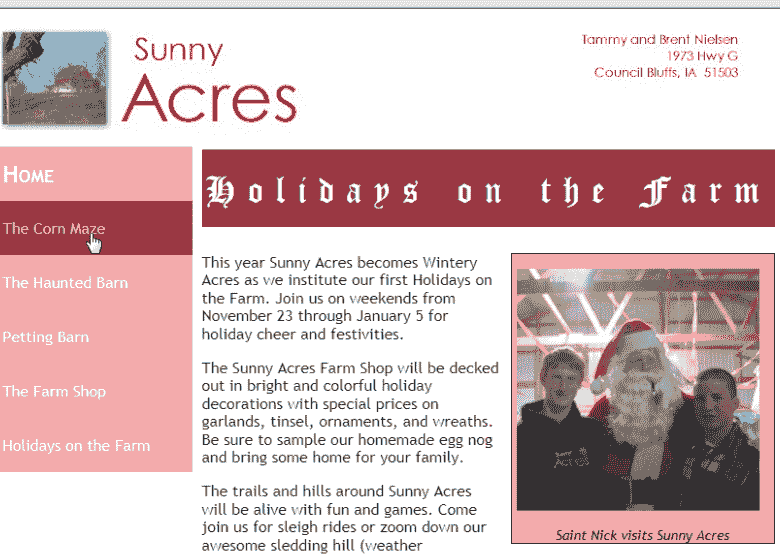 Sunny
Acres
Tammy and Brent Nielsen
1973 Hwy G
Council Bluffs, IA 51503
HOME
The Corn Maze
The Haunted Barn
Petting Barn
The Farm Shop
Holidays on the Farm
Holidays on the Farm
This year Sunny Acres becomes Wintery
Acres as we institute our first Holidays on
the Farm. Join us on weekends from
November 23 through January 5 for
holiday cheer and festivities.
The Sunny Acres Farm Shop will be decked
out in bright and colorful holiday
decorations with special prices on
garlands, tinsel, ornaments, and wreaths.
Be sure to sample our homemade egg nog
and bring some home for your family.
The trails and hills around Sunny Acres
will be alive with fun and games. Come
join us for sleigh rides or zoom down our
awesome sledding hill (weather
Acres
Saint Nick visits Sunny Acres